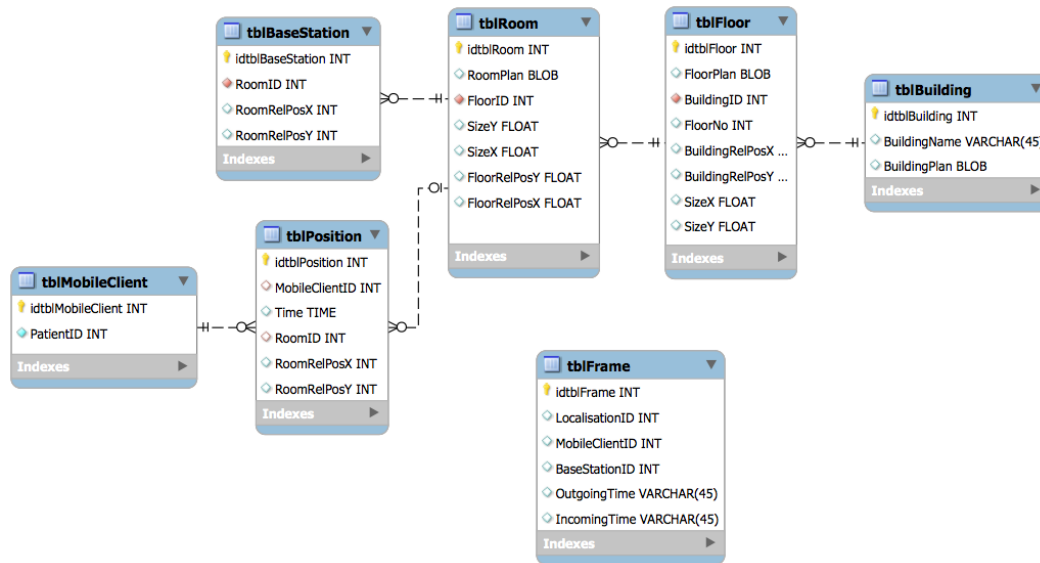 tblBaseStation
idtblBaseStation INT
RoomID INT
RoomRelPosX INT
RoomRelPosY INT
Indexes
tblRoom
idtblRoom INT
RoomPlan BLOB
FloorID INT
SizeY FLOAT
SizeX FLOAT
FloorRelPosY FLOAT
FloorRelPosX FLOAT
Indexes
tblFloor
idtblFloor INT
FloorPlan BLOB
BuildingID INT
FloorNo INT
BuildingRelPosX ...
BuildingRelPosY ...
SizeX FLOAT
SizeY FLOAT
Indexes
tblBuilding
idtblBuilding INT
BuildingName VARCHAR(45)
BuildingPlan BLOB
Indexes
tblMobileClient
idtblMobileClient INT
PatientID INT
Indexes
tblPosition
idtblPosition INT
MobileClientID INT
Time TIME
RoomID INT
RoomRelPosX INT
RoomRelPosY INT
Indexes
tblFrame
idtblFrame INT
LocalisationID INT
MobileClientID INT
BaseStationID INT
OutgoingTime VARCHAR(45)
IncomingTime VARCHAR(45)
Indexes